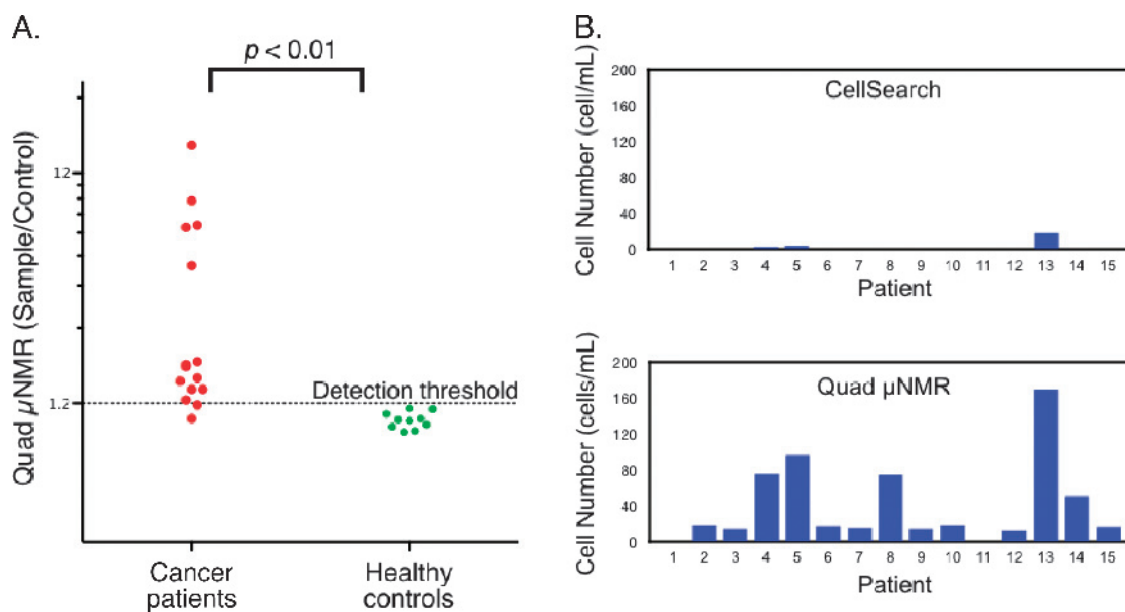 A.
p < 0.01
Quad µNMR (Sample/Control)
12
1.2
Detection threshold
Cancer
patients
Healthy
controls
B.
Cell Number (cell/mL)
200
160
120
80
40
0
CellSearch
1 2 3 4 5 6 7 8 9 10 11 12 13 14 15
Patient
Cell Number (cells/mL)
200
160
120
80
40
0
Quad µNMR
1 2 3 4 5 6 7 8 9 10 11 12 13 14 15
Patient